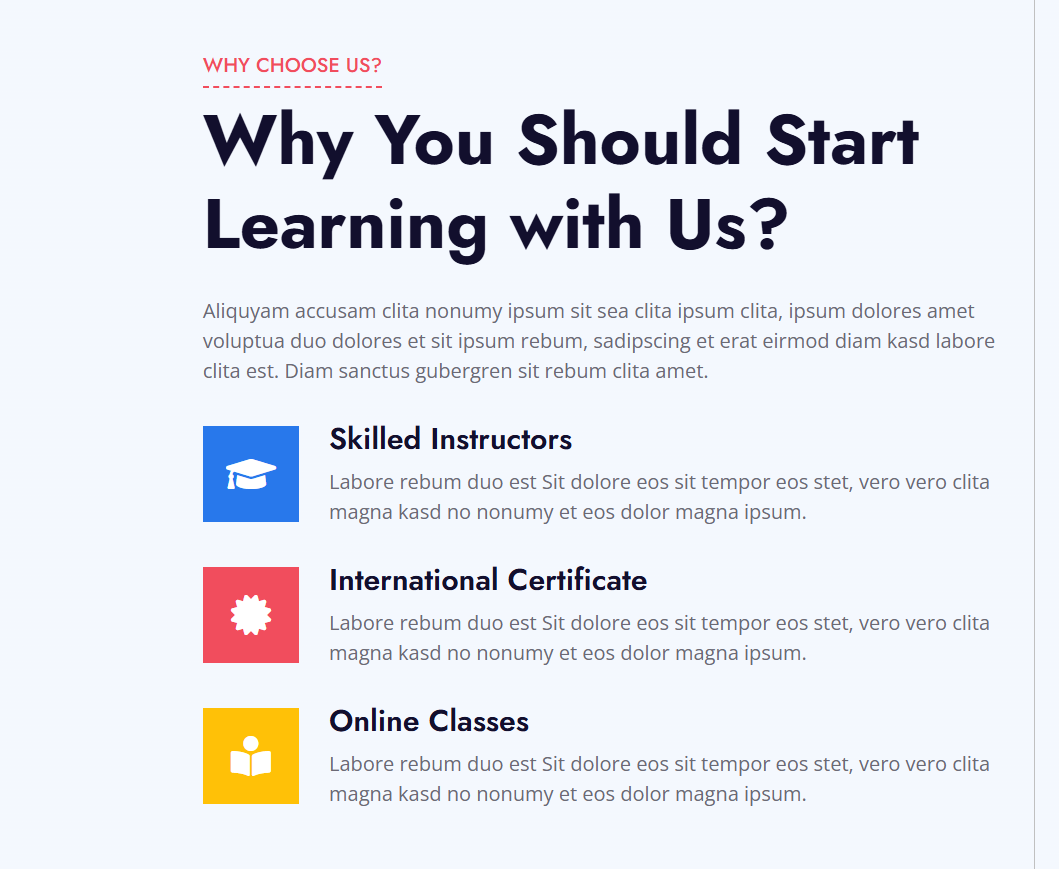 WHY CHOOSE US?
Why You Should Start
Learning with Us?
Aliquyam accusam clita nonumy ipsum sit sea clita ipsum clita, ipsum dolores amet
voluptua duo dolores et sit ipsum rebum, sadipscing et erat eirmod diam kasd labore
clita est. Diam sanctus gubergren sit rebum clita amet.
Skilled Instructors
Labore rebum duo est Sit dolore eos sit tempor eos stet, vero vero clita
magna kasd no nonumy et eos dolor magna ipsum.
International Certificate
Labore rebum duo est Sit dolore eos sit tempor eos stet, vero vero clita
magna kasd no nonumy et eos dolor magna ipsum.
Online Classes
Labore rebum duo est Sit dolore eos sit tempor eos stet, vero vero clita
magna kasd no nonumy et eos dolor magna ipsum.